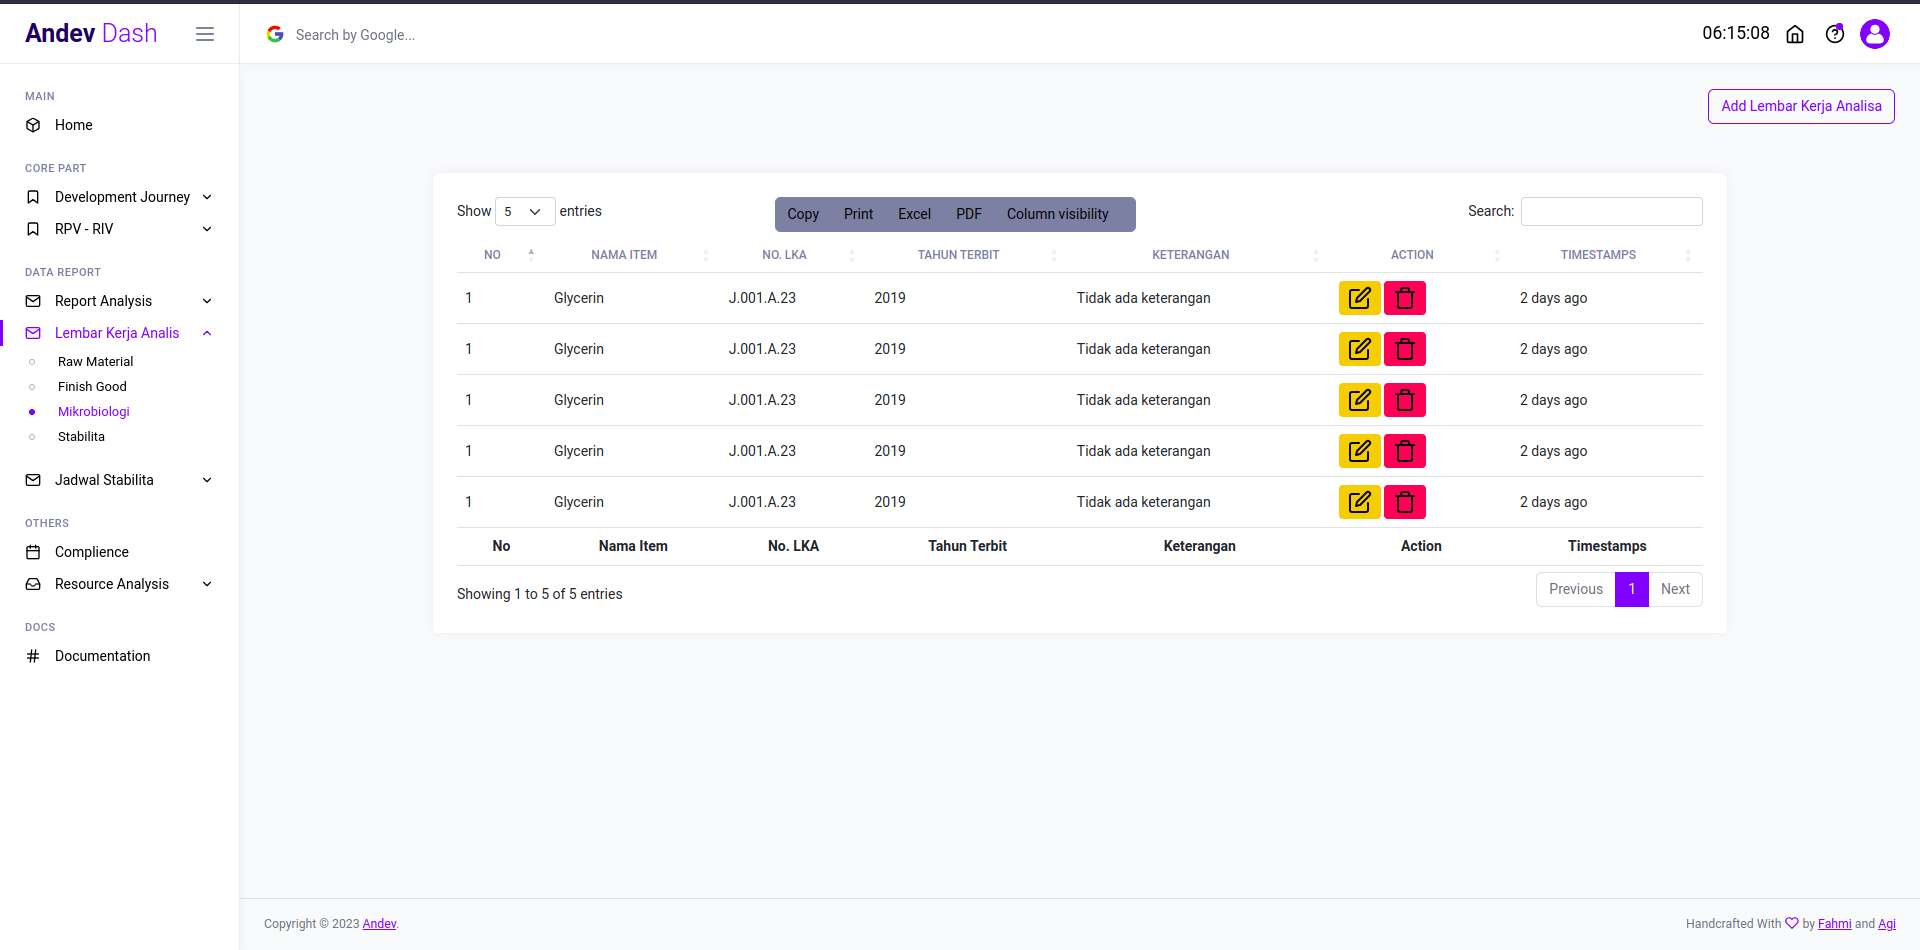 Andev Dash
Search by Google...
06:15:08
MAIN
Home
CORE PART
Development Journey
RPV - RIV
DATA REPORT
Report Analysis
Lembar Kerja Analis
Raw Material
Finish Good
Mikrobiologi
Stabilita
Jadwal Stabilita
OTHERS
Complience
Resource Analysis
DOCS
Documentation
Add Lembar Kerja Analisa
Show 5 entries
Copy Print Excel PDF Column visibility
Search:
NO NAMA ITEM NO. LKA TAHUN TERBIT KETERANGAN ACTION TIMESTAMPS
1 Glycerin J.001.A.23 2019 Tidak ada keterangan 2 days ago
1 Glycerin J.001.A.23 2019 Tidak ada keterangan 2 days ago
1 Glycerin J.001.A.23 2019 Tidak ada keterangan 2 days ago
1 Glycerin J.001.A.23 2019 Tidak ada keterangan 2 days ago
1 Glycerin J.001.A.23 2019 Tidak ada keterangan 2 days ago
No Nama Item No. LKA Tahun Terbit Keterangan Action Timestamps
Showing 1 to 5 of 5 entries
Previous 1 Next
Copyright © 2023 Andev.
Handcrafted With by Fahmi and Agi